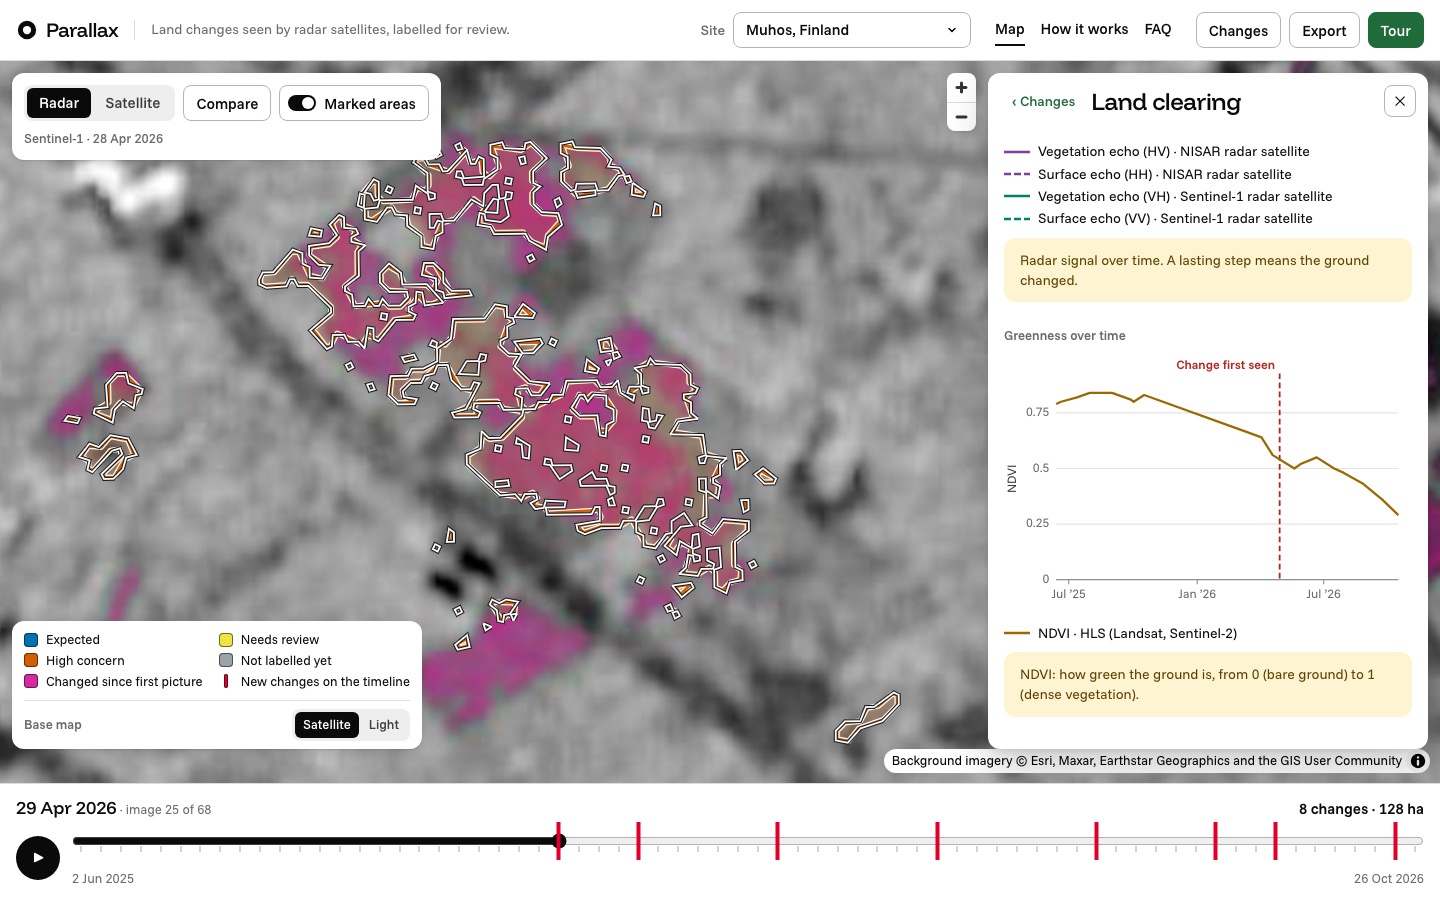 Parallax
Land changes seen by radar satellites, labelled for review.
Site
Muhos, Finland
Map
How it works
FAQ
Changes
Export
Tour
Radar
Satellite
Compare
Marked areas
Sentinel-1 · 28 Apr 2026
+
−
‹ Changes
Land clearing
Vegetation echo (HV) · NISAR radar satellite
Surface echo (HH) · NISAR radar satellite
Vegetation echo (VH) · Sentinel-1 radar satellite
Surface echo (VV) · Sentinel-1 radar satellite
Radar signal over time. A lasting step means the ground
changed.
Greenness over time
Change first seen
0.75
0.5
0.25
0
NDVI
Jul '25
Jan '26
Jul '26
NDVI · HLS (Landsat, Sentinel-2)
NDVI: how green the ground is, from 0 (bare ground) to 1
(dense vegetation).
Expected
Needs review
High concern
Not labelled yet
Changed since first picture
New changes on the timeline
Base map
Satellite
Light
Background imagery © Esri, Maxar, Earthstar Geographics and the GIS User Community
29 Apr 2026 · image 25 of 68
8 changes · 128 ha
2 Jun 2025
26 Oct 2026